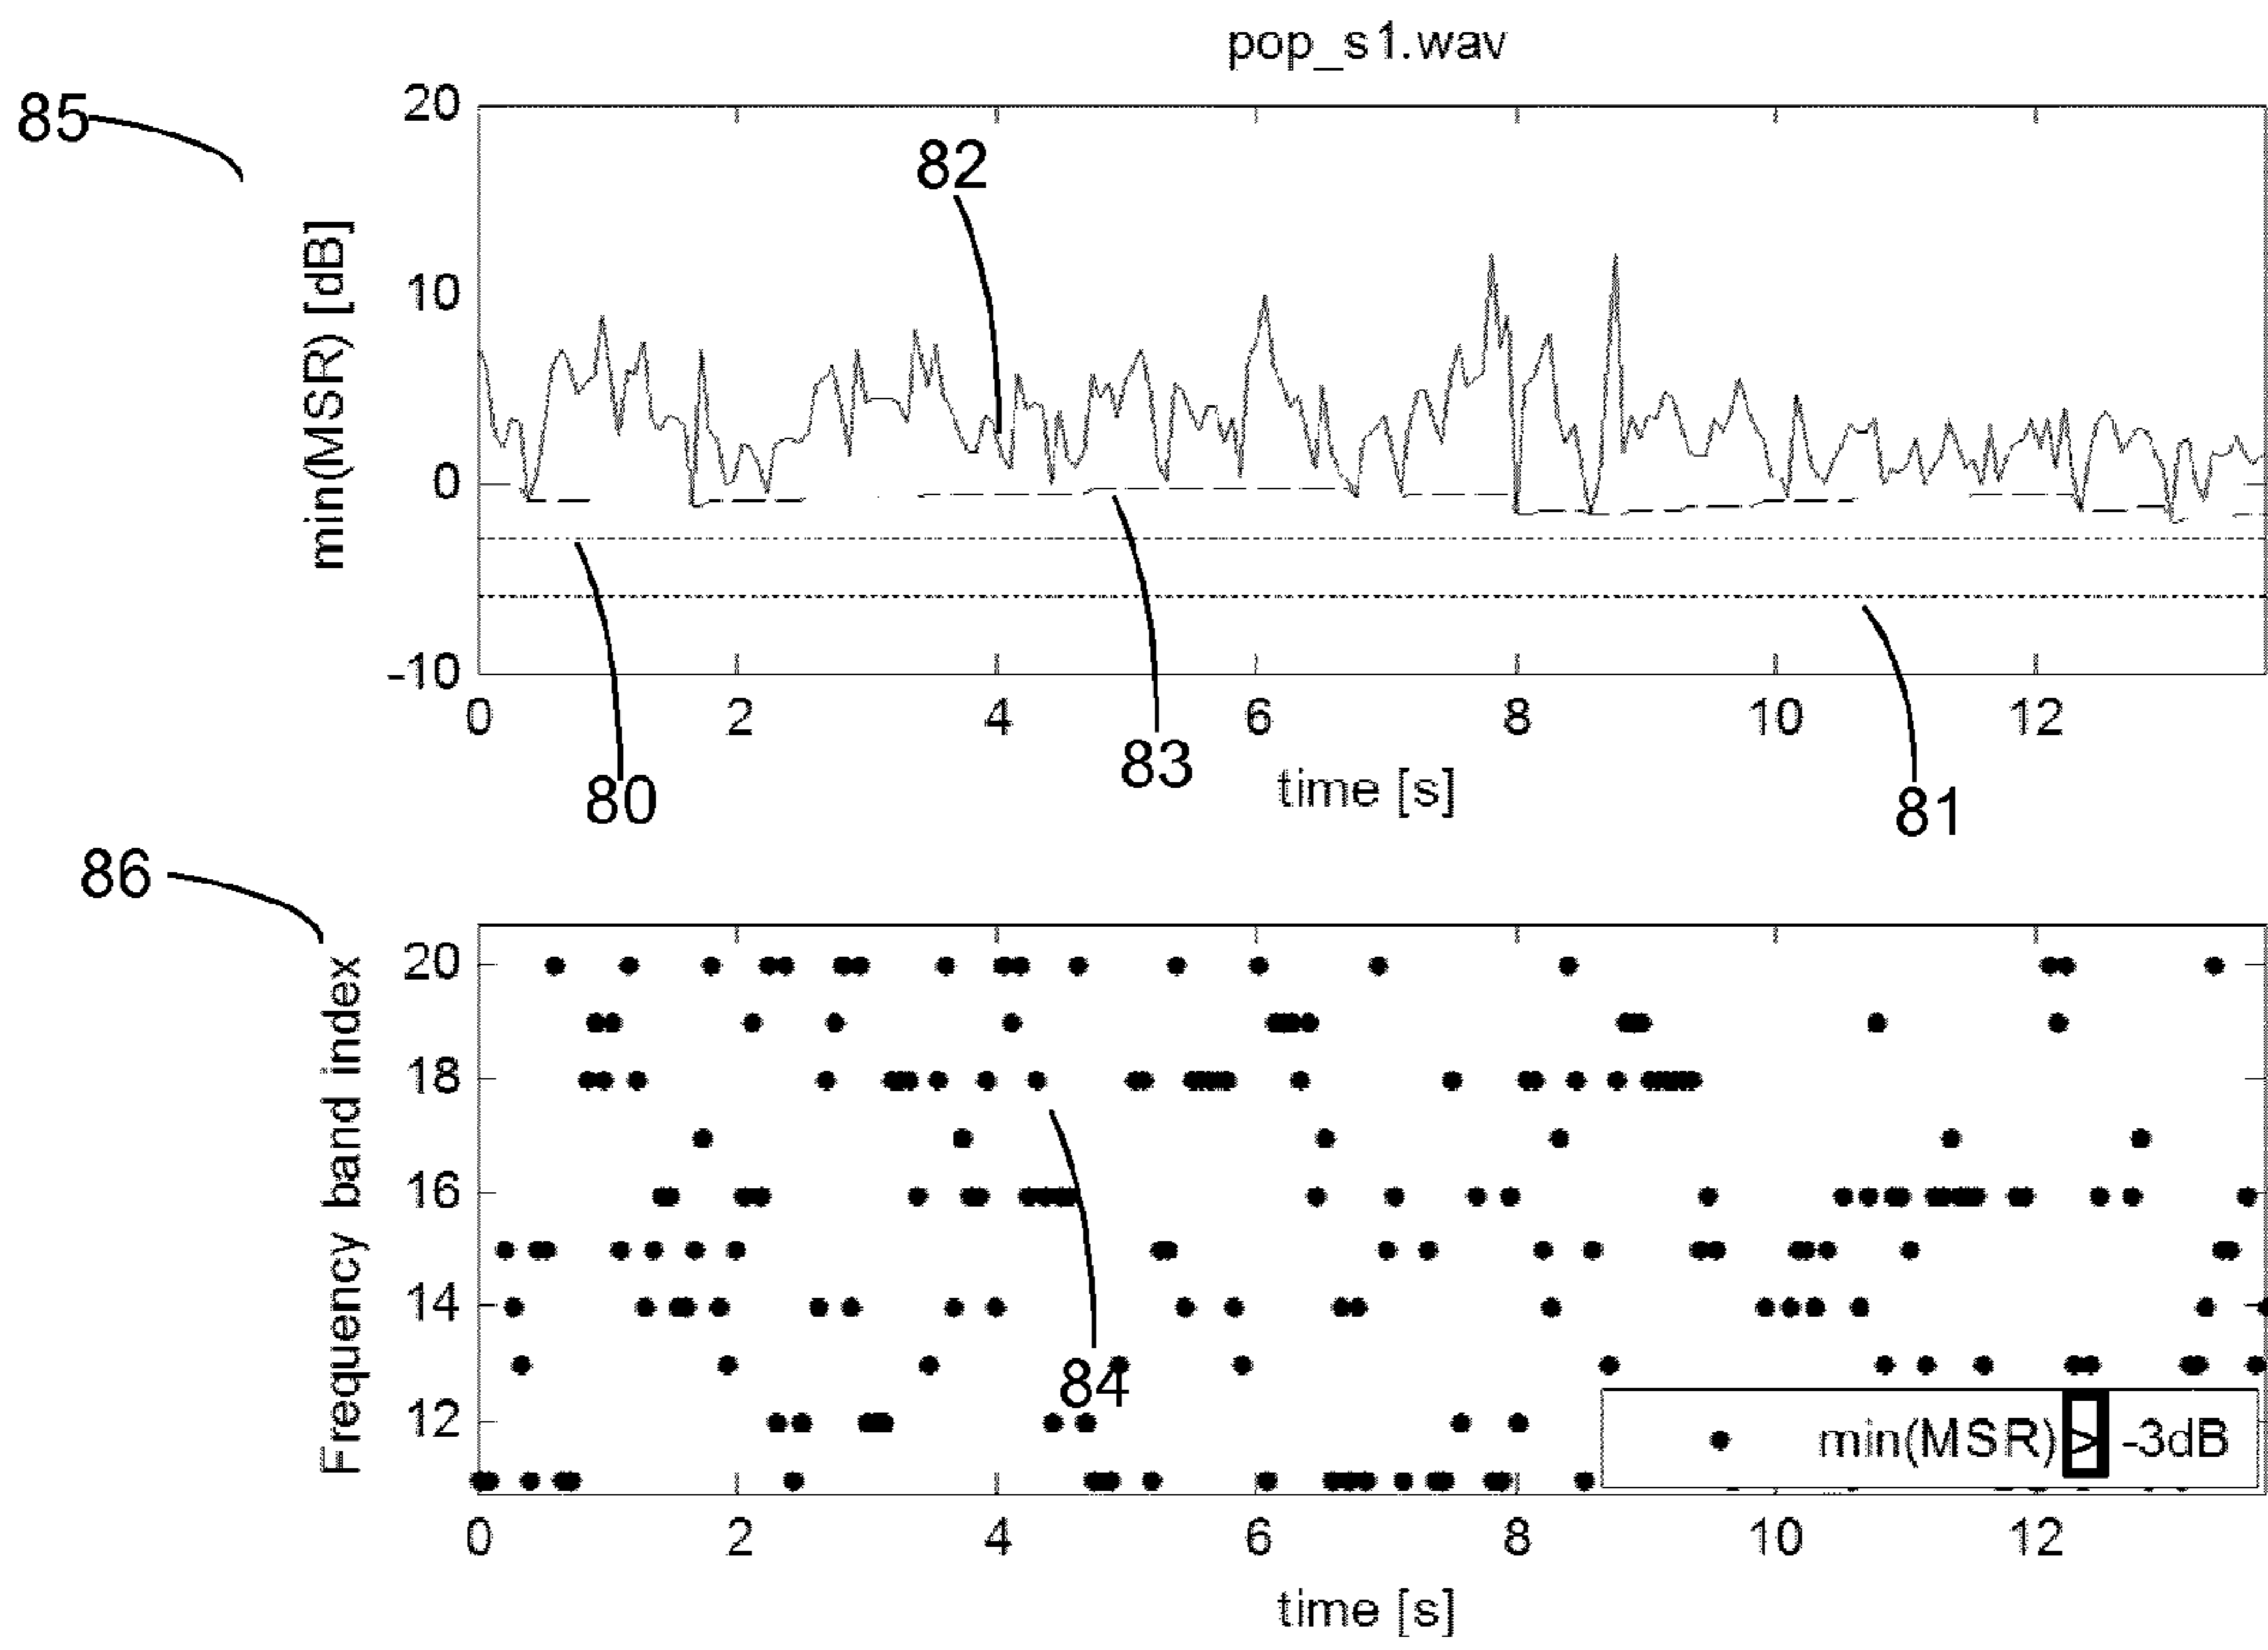 pop_s1.wav
85
20
82
10
min(MSR) [dB]
0
-10
0 2 4 6 8 10 12
80
83
time [s]
81
86
20
18
16
14
12
Frequency band index
84
min(MSR) > -3dB
0 2 4 6 8 10 12
time [s]